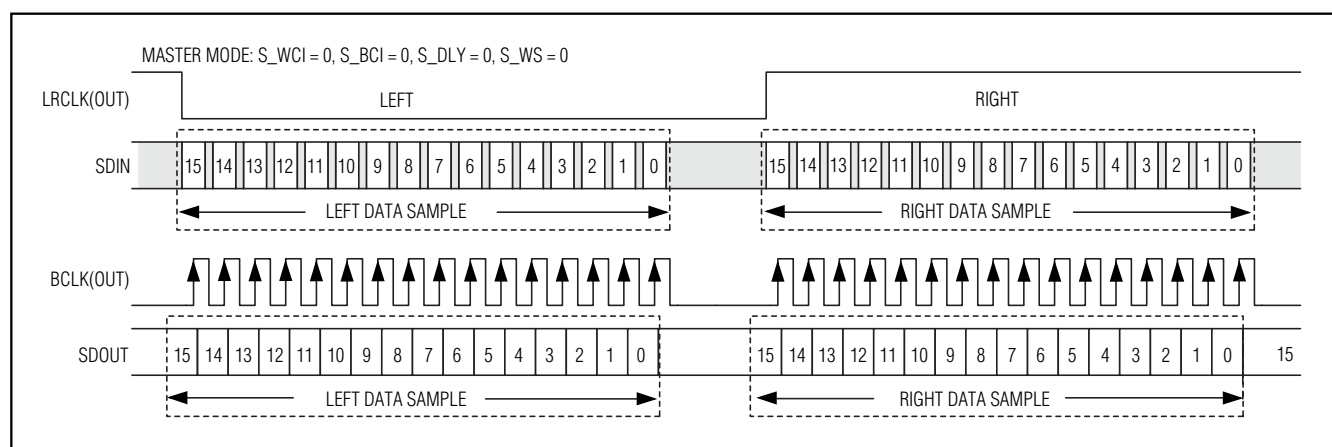 MASTER MODE: S_WCI = 0, S_BCI = 0, S_DLY = 0, S_WS = 0
LRCLK(OUT) LEFT RIGHT
SDIN 15 14 13 12 11 10 9 8 7 6 5 4 3 2 1 0 15 14 13 12 11 10 9 8 7 6 5 4 3 2 1 0
LEFT DATA SAMPLE RIGHT DATA SAMPLE
BCLK(OUT)
SDOUT 15 14 13 12 11 10 9 8 7 6 5 4 3 2 1 0 15 14 13 12 11 10 9 8 7 6 5 4 3 2 1 0 15
LEFT DATA SAMPLE RIGHT DATA SAMPLE